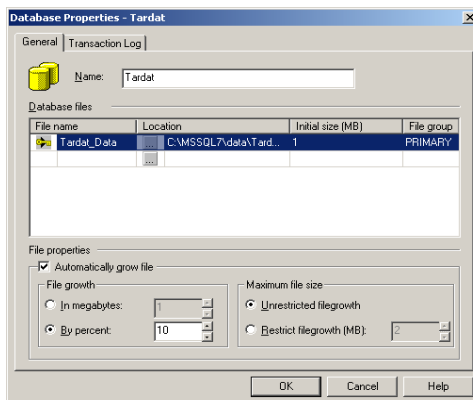 Database Properties - Tardat
General Transaction Log
Name: Tardat
Database files
File name Location Initial size (MB) File group
Tardat_Data ... C:\MSSQL7\data\Tard... 1 PRIMARY
...
File properties
Automatically grow file
File growth Maximum file size
In megabytes: 1 Unrestricted filegrowth
By percent: 10 Restrict filegrowth (MB): 2
OK Cancel Help